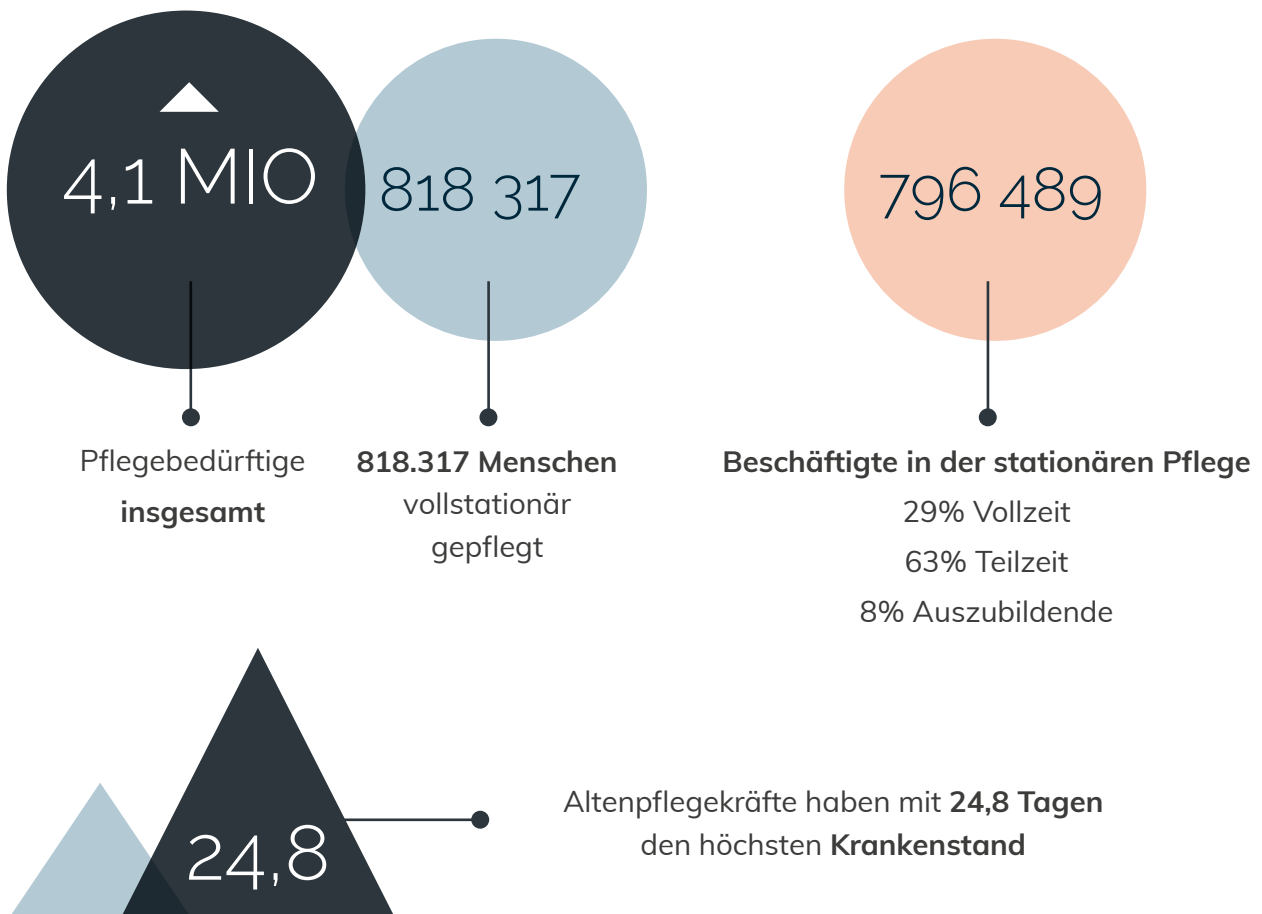 4,1 MIO
818 317
796 489
Pflegebedürftige
insgesamt
818.317 Menschen
vollstationär
gepflegt
Beschäftigte in der stationären Pflege
29% Vollzeit
63% Teilzeit
8% Auszubildende
24,8
Altenpflegekräfte haben mit 24,8 Tagen
den höchsten Krankenstand